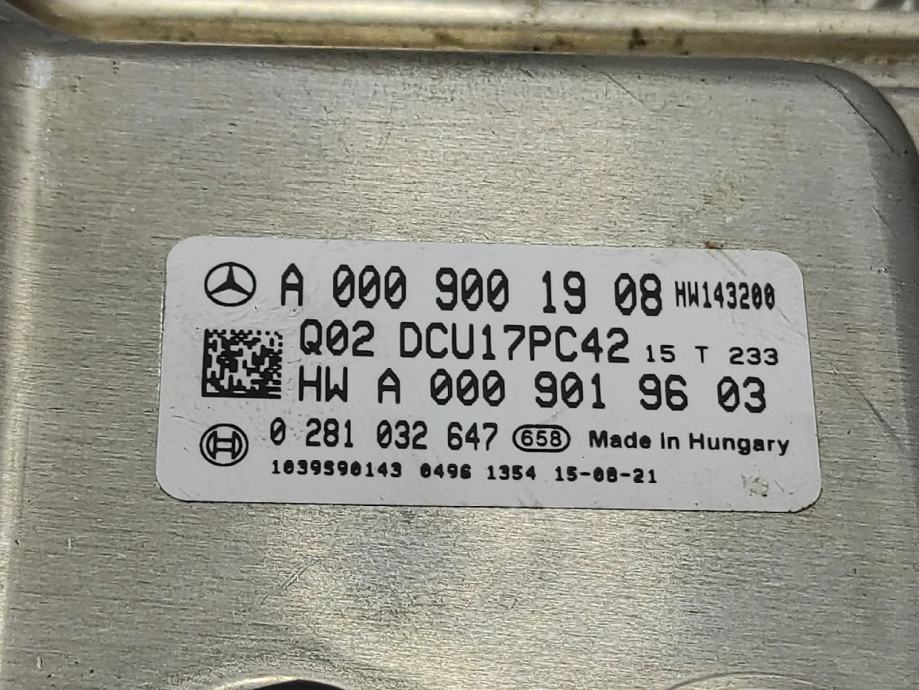 A 000 900 19 08 HW143200
Q02 DCU17PC42 15 T 233
HW A 000 901 96 03
0 281 032 647 658 Made in Hungary
1039S90143 0496 1354 15-08-21